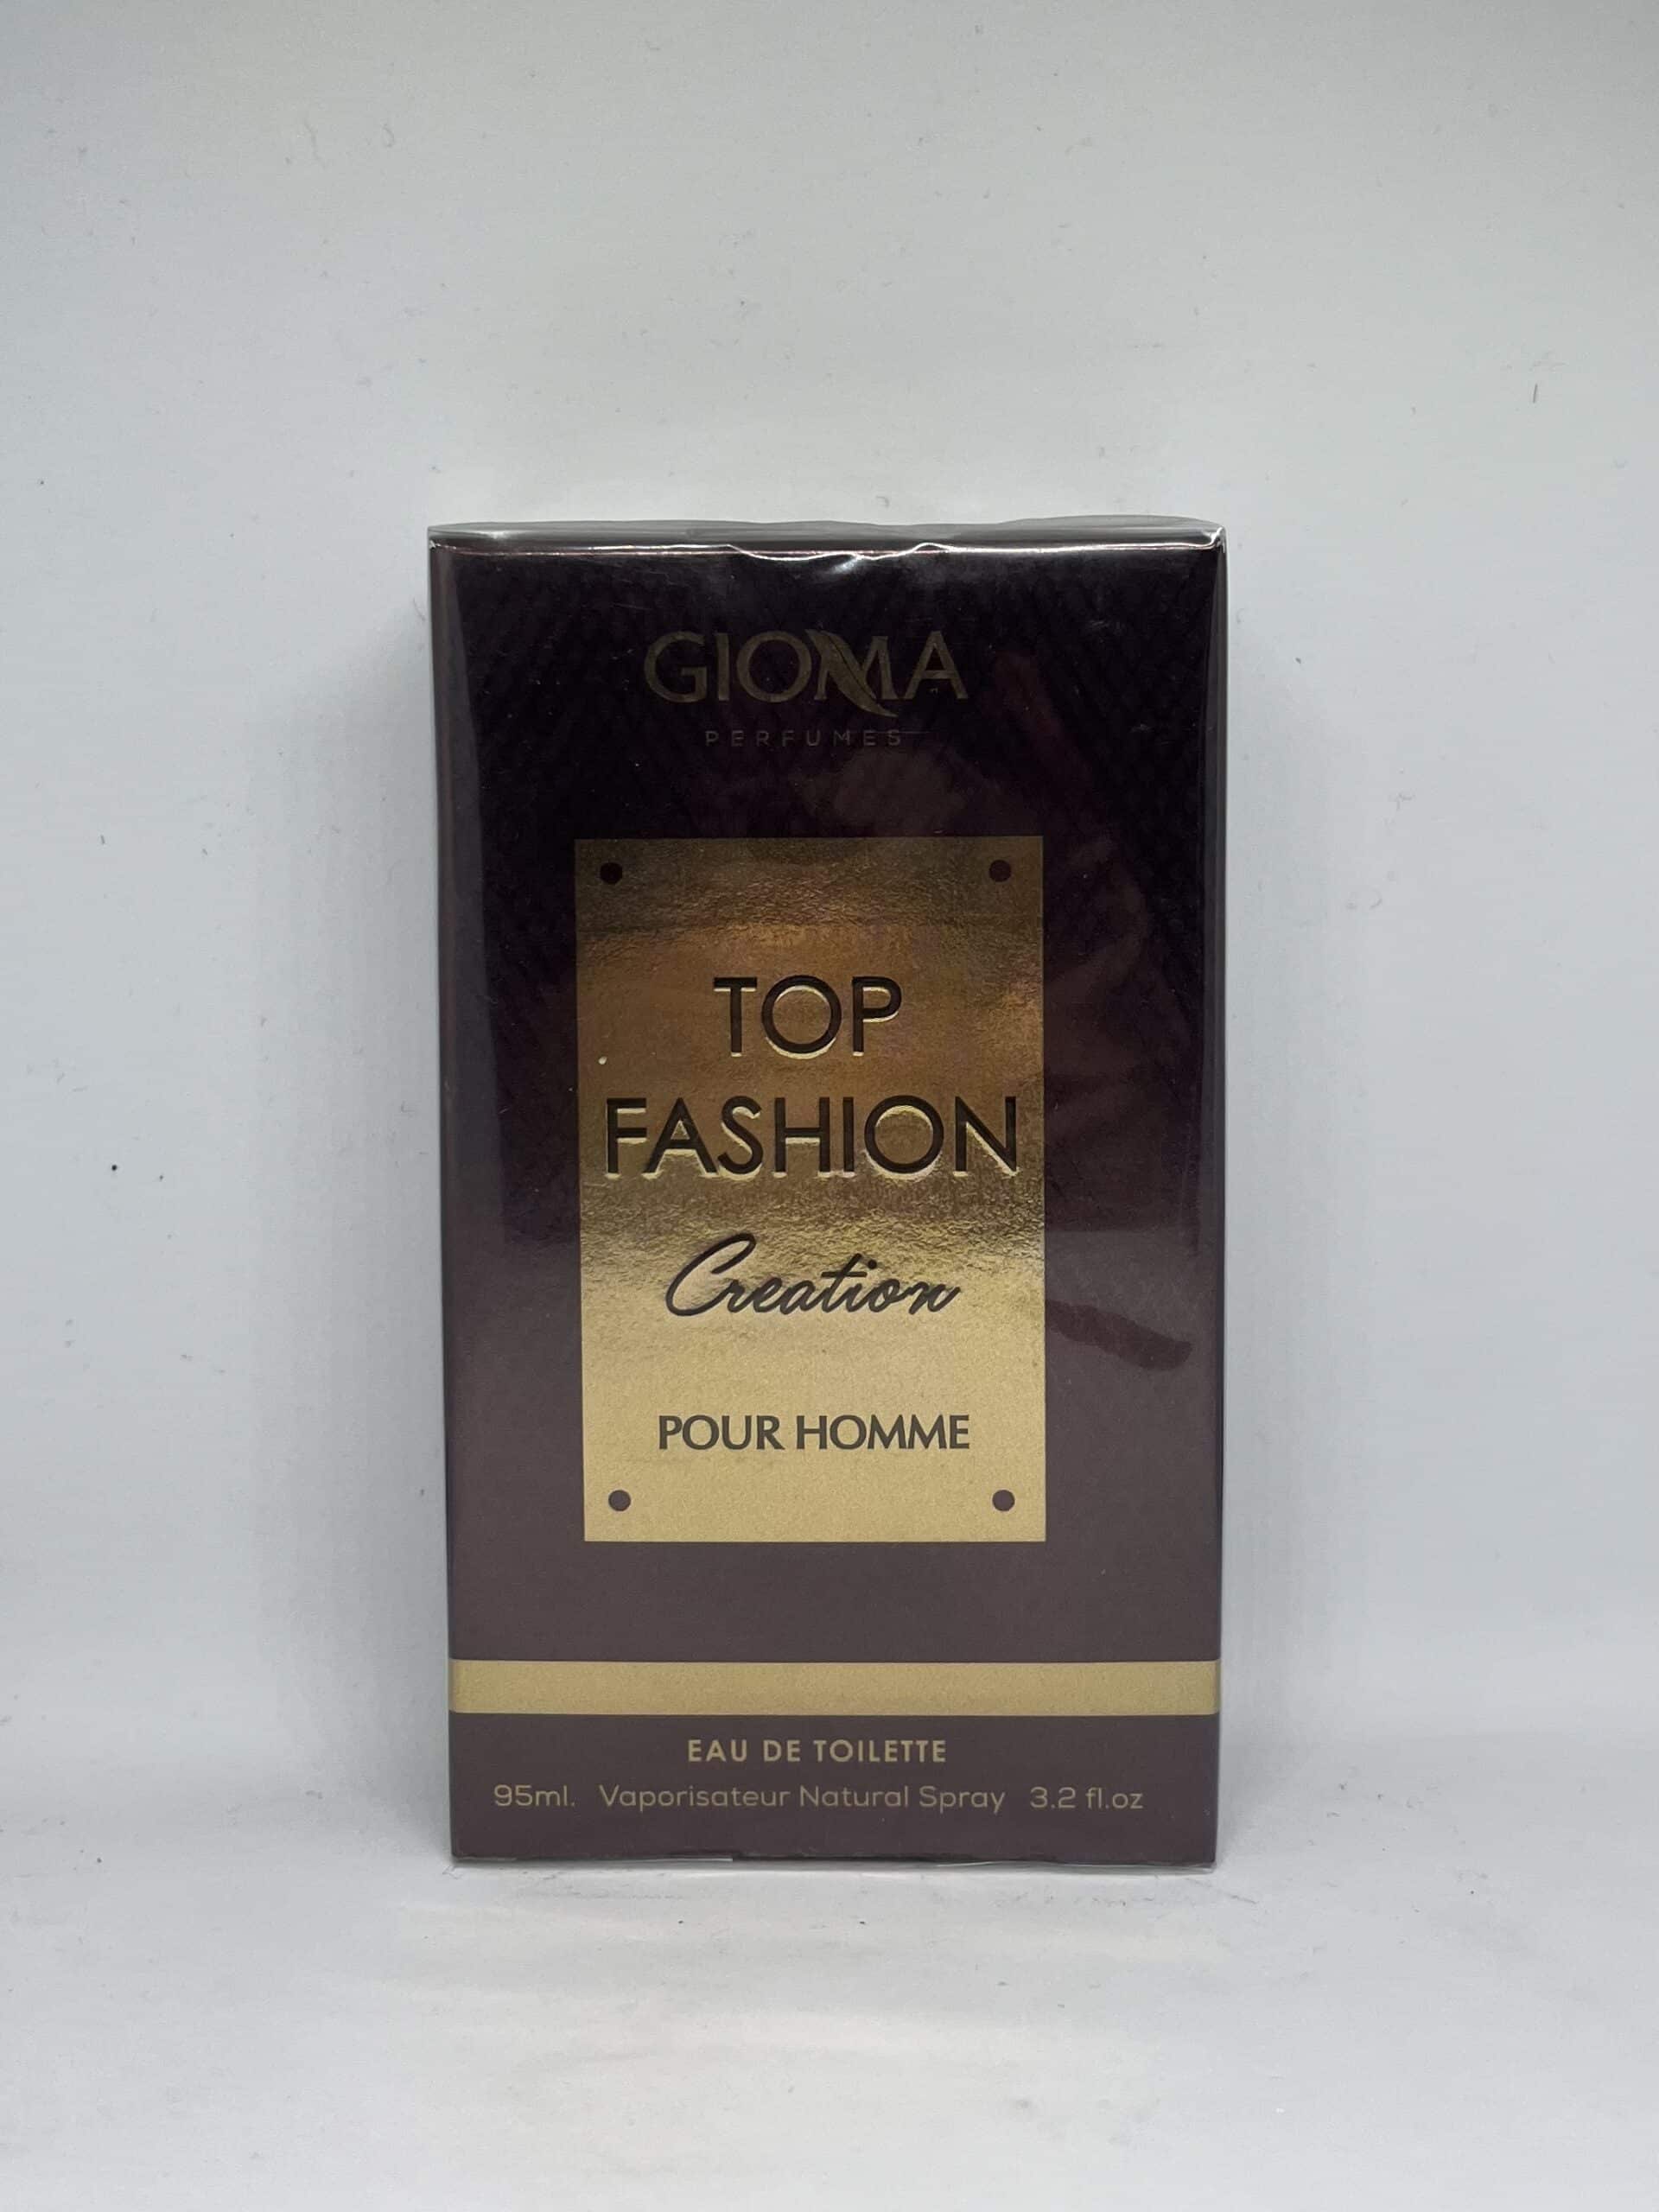 GIOMA
PERFUMES
TOP
FASHION
Creation
POUR HOMME
EAU DE TOILETTE
95ml. Vaporisateur Natural Spray 3.2 fl.oz